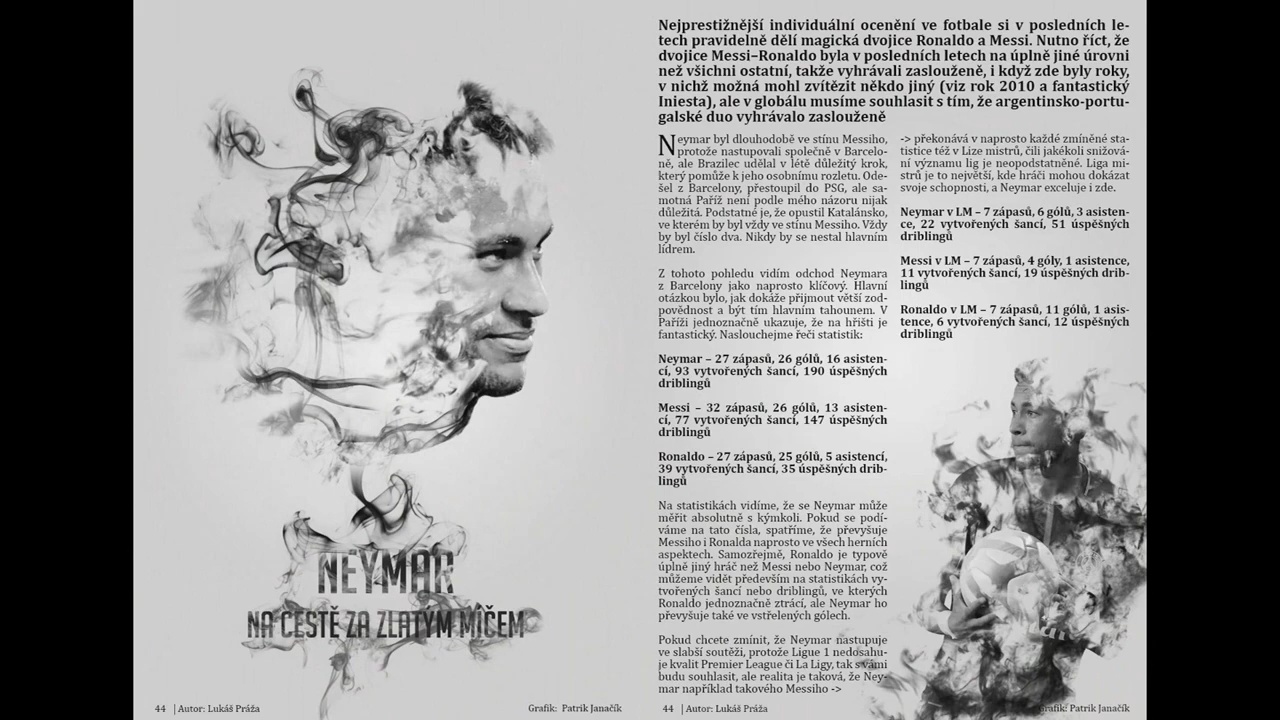 NEYMAR
NA CESTĚ ZA ZLATÝM MÍČEM
44 | Autor: Lukáš Práža
Grafik: Patrik Janačík
Nejprestižnější individuální ocenění ve fotbale si v posledních le-
tech pravidelně dělí magická dvojice Ronaldo a Messi. Nutno říct, že
dvojice Messi–Ronaldo byla v posledních letech na úplně jiné úrovni
než všichni ostatní, takže vyhrávali zaslouženě, i když zde byly roky,
v nichž možná mohl zvítězit někdo jiný (viz rok 2010 a fantastický
Iniesta), ale v globálu musíme souhlasit s tím, že argentinsko-portu-
galské duo vyhrávalo zaslouženě
Neymar byl dlouhodobě ve stínu Messiho,
protože nastupovali společně v Barcelo-
ně, ale Brazilec udělal v létě důležitý krok,
který pomůže k jeho osobnímu rozletu. Ode-
šel z Barcelony, přestoupil do PSG, ale sa-
motná Paříž není podle mého názoru nijak
důležitá. Podstatné je, že opustil Katalánsko,
ve kterém by byl vždy ve stínu Messiho. Vždy
by byl číslo dva. Nikdy by se nestal hlavním
lídrem.
Z tohoto pohledu vidím odchod Neymara
z Barcelony jako naprosto klíčový. Hlavní
otázkou bylo, jak dokáže přijmout větší zod-
povědnost a být tím hlavním tahounem. V
Paříži jednoznačně ukazuje, že na hřišti je
fantastický. Naslouchejme řeči statistik:
Neymar – 27 zápasů, 26 gólů, 16 asisten-
cí, 93 vytvořených šancí, 190 úspěšných
driblingů
Messi – 32 zápasů, 26 gólů, 13 asisten-
cí, 77 vytvořených šancí, 147 úspěšných
driblingů
Ronaldo – 27 zápasů, 25 gólů, 5 asistencí,
39 vytvořených šancí, 35 úspěšných drib-
lingů
Na statistikách vidíme, že se Neymar může
měřit absolutně s kýmkoli. Pokud se podí-
váme na tato čísla, spatříme, že převyšuje
Messiho i Ronalda naprosto ve všech herních
aspektech. Samozřejmě, Ronaldo je typově
úplně jiný hráč než Messi nebo Neymar, což
můžeme vidět především na statistikách vy-
tvořených šancí nebo driblingů, ve kterých
Ronaldo jednoznačně ztrácí, ale Neymar ho
převyšuje také ve vstřelených gólech.
Pokud chcete zmínit, že Neymar nastupuje
ve slabší soutěži, protože Ligue 1 nedosahu-
je kvalit Premier League či La Ligy, tak s vámi
budu souhlasit, ale realita je taková, že Ney-
mar například takového Messiho ->
-> překonává v naprosto každé zmíněné sta-
tistice též v Lize mistrů, čili jakékoli snižová-
ní významu lig je neopodstatněné. Liga mi-
strů je to největší, kde hráči mohou dokázat
svoje schopnosti, a Neymar exceluje i zde.
Neymar v LM – 7 zápasů, 6 gólů, 3 asisten-
ce, 22 vytvořených šancí, 51 úspěšných
driblingů
Messi v LM – 7 zápasů, 4 góly, 1 asistence,
11 vytvořených šancí, 19 úspěšných drib-
lingů
Ronaldo v LM – 7 zápasů, 11 gólů, 1 asis-
tence, 6 vytvořených šancí, 12 úspěšných
driblingů
44 | Autor: Lukáš Práža
Grafik: Patrik Janačík